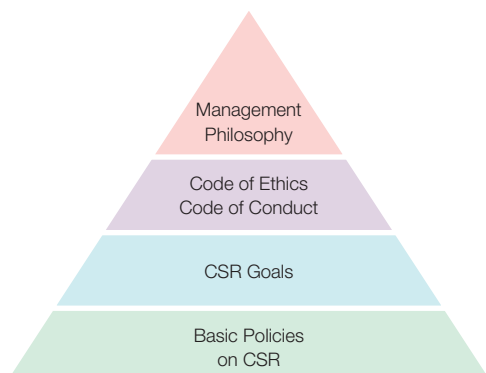 Management
Philosophy
Code of Ethics
Code of Conduct
CSR Goals
Basic Policies
on CSR